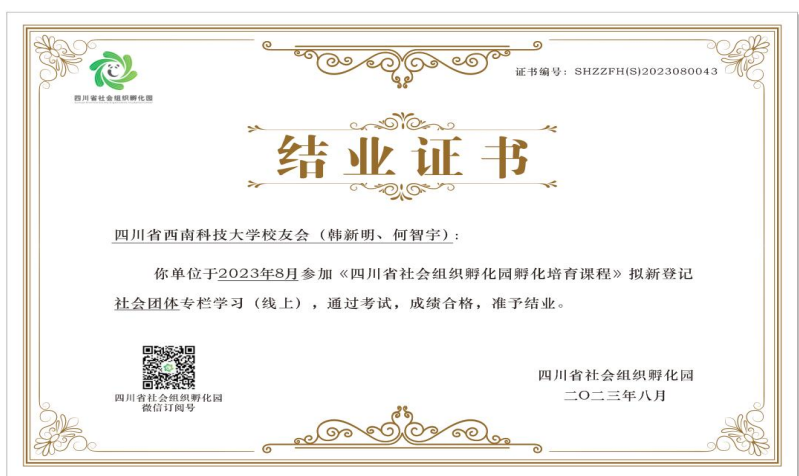 证书编号：SHZZFH(S)2023080043
四川省社会组织孵化园
结业证书
四川省西南科技大学校友会（韩新明、何智宇）：
你单位于2023年8月参加《四川省社会组织孵化园孵化培育课程》拟新登记
社会团体专栏学习（线上），通过考试，成绩合格，准予结业。
四川省社会组织孵化园
微信订阅号
四川省社会组织孵化园
二〇二三年八月